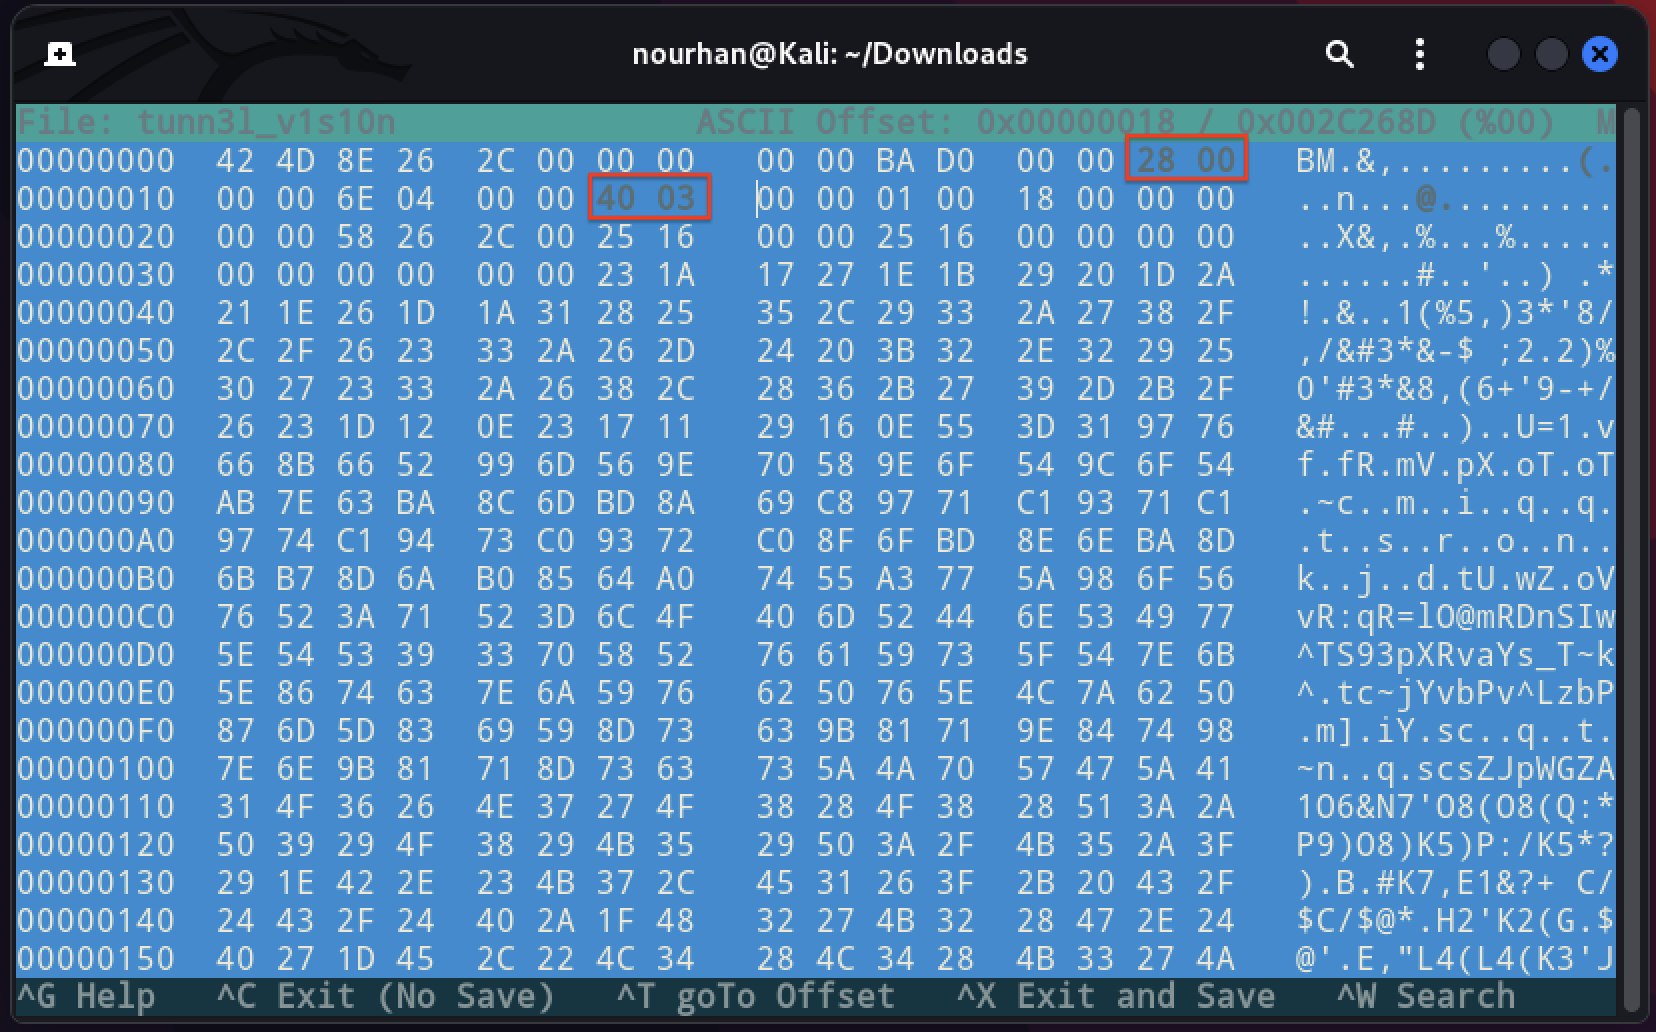 nourhan@Kali: ~/Downloads
File: tunn3l_v1s10n ASCII Offset: 0x00000018 / 0x002C268D (%00) M
00000000 42 4D 8E 26 2C 00 00 00 00 00 BA D0 00 00 28 00 BM.&,.........(.
00000010 00 00 6E 04 00 00 40 03 00 00 01 00 18 00 00 00 ..n...@.........
00000020 00 00 58 26 2C 00 25 16 00 00 25 16 00 00 00 00 ..X&,.%...%.....
00000030 00 00 00 00 00 00 23 1A 17 27 1E 1B 29 20 1D 2A ......#..'..) .*
00000040 21 1E 26 1D 1A 31 28 25 35 2C 29 33 2A 27 38 2F !.&..1(%5,)3*'8/
00000050 2C 2F 26 23 33 2A 26 2D 24 20 3B 32 2E 32 29 25 ,/&#3*&-$ ;2.2)%
00000060 30 27 23 33 2A 26 38 2C 28 36 2B 27 39 2D 2B 2F 0'#3*&8,(6+'9-+/
00000070 26 23 1D 12 0E 23 17 11 29 16 0E 55 3D 31 97 76 &#...#..)..U=1.v
00000080 66 8B 66 52 99 6D 56 9E 70 58 9E 6F 54 9C 6F 54 f.fR.mV.pX.oT.oT
00000090 AB 7E 63 BA 8C 6D BD 8A 69 C8 97 71 C1 93 71 C1 .~c..m..i..q..q.
000000A0 97 74 C1 94 73 C0 93 72 C0 8F 6F BD 8E 6E BA 8D .t..s..r..o..n..
000000B0 6B B7 8D 6A B0 85 64 A0 74 55 A3 77 5A 98 6F 56 k..j..d.tU.wZ.oV
000000C0 76 52 3A 71 52 3D 6C 4F 40 6D 52 44 6E 53 49 77 vR:qR=lO@mRDnSIw
000000D0 5E 54 53 39 33 70 58 52 76 61 59 73 5F 54 7E 6B ^TS93pXRvaYs_T~k
000000E0 5E 86 74 63 7E 6A 59 76 62 50 76 5E 4C 7A 62 50 ^.tc~jYvbPv^LzbP
000000F0 87 6D 5D 83 69 59 8D 73 63 9B 81 71 9E 84 74 98 .m].iY.sc..q..t.
00000100 7E 6E 9B 81 71 8D 73 63 73 5A 4A 70 57 47 5A 41 ~n..q.scsZJpWGZA
00000110 31 4F 36 26 4E 37 27 4F 38 28 4F 38 28 51 3A 2A 1O6&N7'O8(O8(Q:*
00000120 50 39 29 4F 38 29 4B 35 29 50 3A 2F 4B 35 2A 3F P9)O8)K5)P:/K5*?
00000130 29 1E 42 2E 23 4B 37 2C 45 31 26 3F 2B 20 43 2F ).B.#K7,E1&?+ C/
00000140 24 43 2F 24 40 2A 1F 48 32 27 4B 32 28 47 2E 24 $C/$@*.H2'K2(G.$
00000150 40 27 1D 45 2C 22 4C 34 28 4C 34 28 4B 33 27 4A @'.E,"L4(L4(K3'J
^G Help ^C Exit (No Save) ^T goTo Offset ^X Exit and Save ^W Search